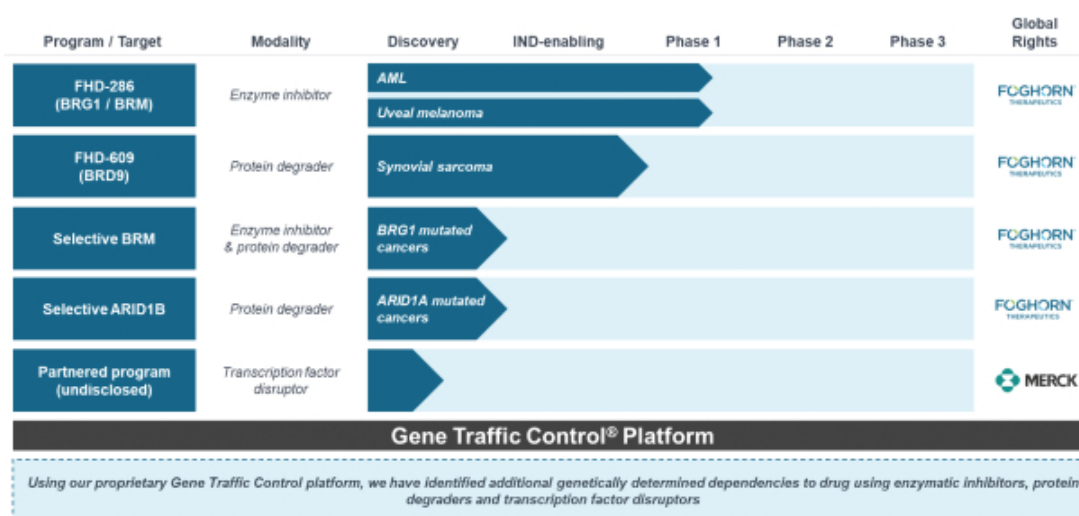 Global
Program / Target Modality Discovery IND-enabling Phase 1 Phase 2 Phase 3 Rights
FHD-286
(BRG1 / BRM)
Enzyme inhibitor
AML
Uveal melanoma
FOGHORN
THERAPEUTICS
FHD-609
(BRD9)
Protein degrader
Synovial sarcoma
FOGHORN
THERAPEUTICS
Selective BRM
Enzyme inhibitor
& protein degrader
BRG1 mutated
cancers
FOGHORN
THERAPEUTICS
Selective ARID1B
Protein degrader
ARID1A mutated
cancers
FOGHORN
THERAPEUTICS
Partnered program
(undisclosed)
Transcription factor
disruptor
MERCK
Gene Traffic Control® Platform
Using our proprietary Gene Traffic Control platform, we have identified additional genetically determined dependencies to drug using enzymatic inhibitors, protein
degraders and transcription factor disruptors